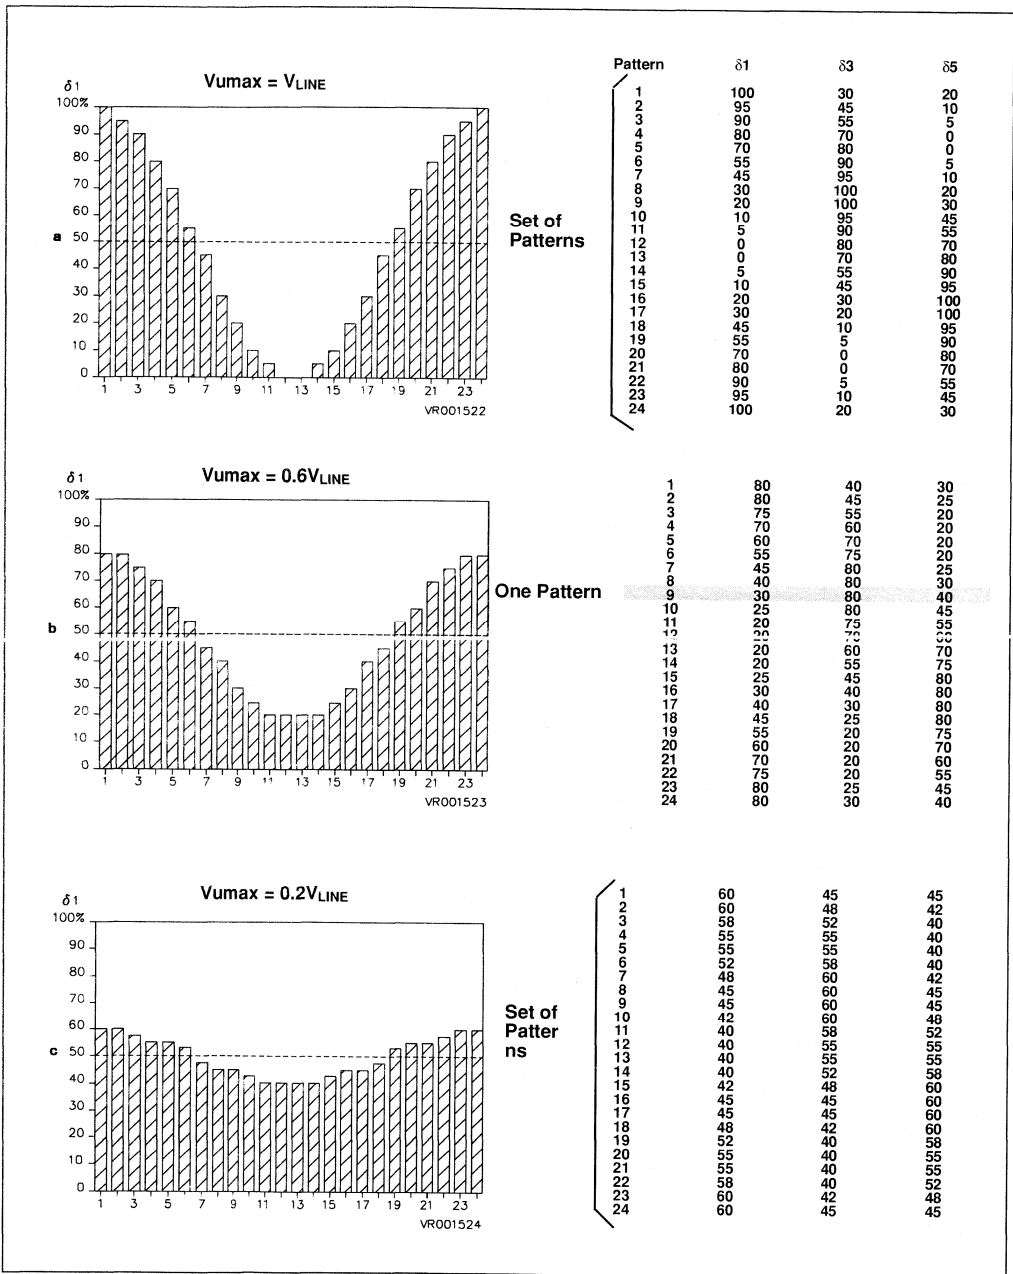 Vumax = VLINE
δ1
100%
90
80
70
60
a
50
40
30
20
10
0
1 3 5 7 9 11 13 15 17 19 21 23
VR001522
Set of
Patterns
Pattern δ1 δ3 δ5
1 100 30 20
2 95 45 10
3 90 55 5
4 80 70 0
5 70 80 0
6 55 90 5
7 45 95 10
8 30 100 20
9 20 100 30
10 10 95 45
11 5 90 55
12 0 80 70
13 0 70 80
14 5 55 90
15 10 45 95
16 20 30 100
17 30 20 100
18 45 10 95
19 55 5 90
20 70 0 80
21 80 0 70
22 90 5 55
23 95 10 45
24 100 20 30
Vumax = 0.6VLINE
δ1
100%
90
80
70
60
b
50
40
30
20
10
0
1 3 5 7 9 11 13 15 17 19 21 23
VR001523
One Pattern
1 80 40 30
2 80 45 25
3 75 55 20
4 70 60 20
5 60 70 20
6 55 75 20
7 45 80 25
8 40 80 30
9 30 80 40
10 25 80 45
11 20 75 55
12 20
13 20 60 70
14 20 55 75
15 25 45 80
16 30 40 80
17 40 30 80
18 45 25 80
19 55 20 75
20 60 20 70
21 70 20 60
22 75 20 55
23 80 25 45
24 80 30 40
Vumax = 0.2VLINE
δ1
100%
90
80
70
60
c
50
40
30
20
10
0
1 3 5 7 9 11 13 15 17 19 21 23
VR001524
Set of
Patter
ns
1 60 45 45
2 60 48 42
3 58 52 40
4 55 55 40
5 55 55 40
6 52 58 40
7 48 60 42
8 45 60 45
9 45 60 45
10 42 60 48
11 40 58 52
12 40 55 55
13 40 55 55
14 40 52 58
15 42 48 60
16 45 45 60
17 45 45 60
18 48 42 60
19 52 40 58
20 55 40 55
21 55 40 55
22 58 40 52
23 60 42 48
24 60 45 45